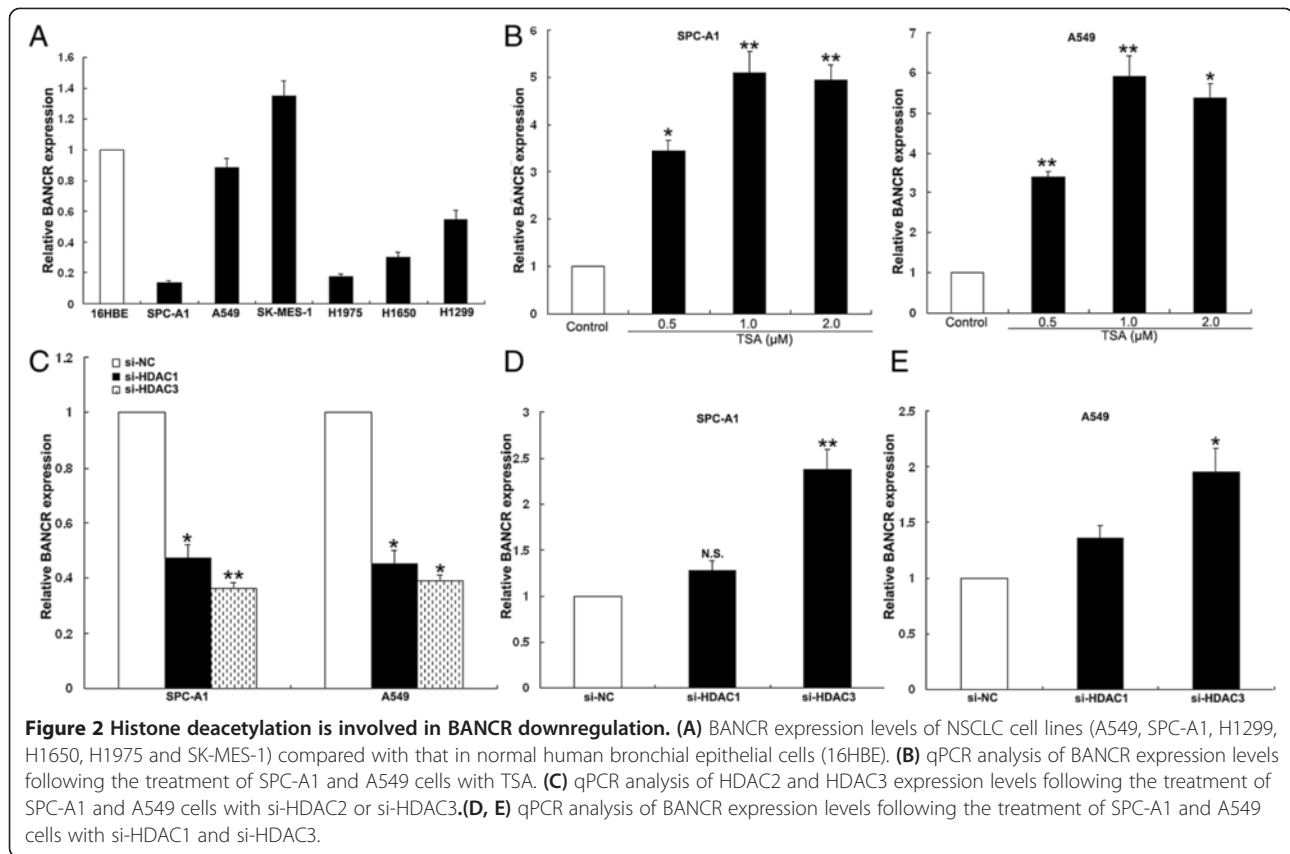 A
Relative BANCR expression
1.6
1.4
1.2
1
0.8
0.6
0.4
0.2
0
16HBE SPC-A1 A549 SK-MES-1 H1975 H1650 H1299
B
SPC-A1
Relative BANCR expression
6
5
4
3
2
1
0
* ** **
Control 0.5 1.0 2.0
TSA (µM)
A549
Relative BANCR expression
7
6
5
4
3
2
1
0
** ** *
Control 0.5 1.0 2.0
TSA (µM)
C
si-NC
si-HDAC1
si-HDAC3
Relative BANCR expression
1.2
1
0.8
0.6
0.4
0.2
0
* ** * *
SPC-A1 A549
D
SPC-A1
Relative BANCR expression
3
2.5
2
1.5
1
0.5
0
N.S. **
si-NC si-HDAC1 si-HDAC3
E
A549
Relative BANCR expression
2.5
2
1.5
1
0.5
0
*
si-NC si-HDAC1 si-HDAC3
Figure 2 Histone deacetylation is involved in BANCR downregulation. (A) BANCR expression levels of NSCLC cell lines (A549, SPC-A1, H1299,
H1650, H1975 and SK-MES-1) compared with that in normal human bronchial epithelial cells (16HBE). (B) qPCR analysis of BANCR expression levels
following the treatment of SPC-A1 and A549 cells with TSA. (C) qPCR analysis of HDAC2 and HDAC3 expression levels following the treatment of
SPC-A1 and A549 cells with si-HDAC2 or si-HDAC3.(D, E) qPCR analysis of BANCR expression levels following the treatment of SPC-A1 and A549
cells with si-HDAC1 and si-HDAC3.